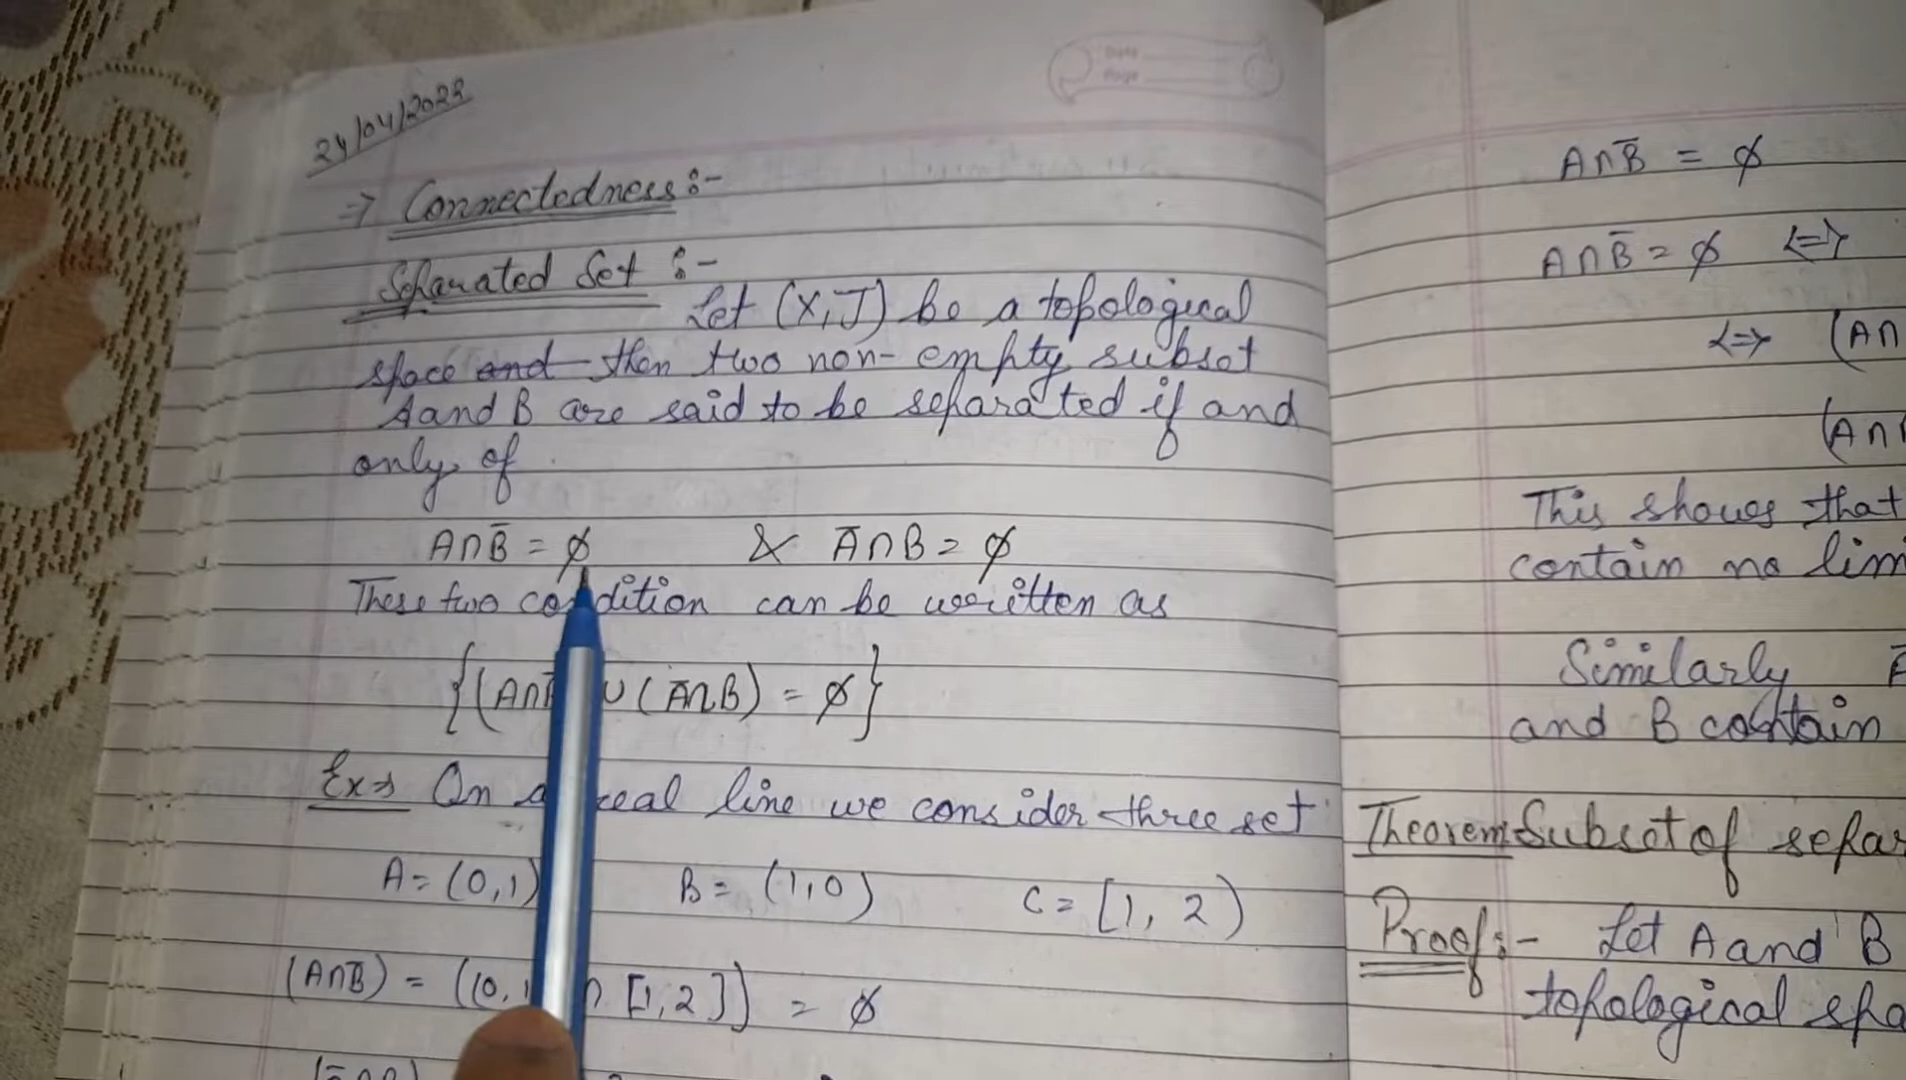 24/04/2022
⇒ Connectedness :-
Separated Set :-
Let (X, J) be a topological
space and then two non-empty subset
A and B are said to be separated if and
only of
A∩B̅ = ∅ & A̅∩B = ∅
These two condition can be written as
{(A∩ ∪ (A̅∩B) = ∅}
Ex→ On a real line we consider three set
A = (0,1) B = (1,0) C = [1, 2)
(A∩B̅) = ((0, ∩ [1,2]) = ∅
A∩B̅ = ∅
A∩B̅ = ∅ ⇔
⇔ (A∩
(A∩
This shows that
contain no lim
Similarly
and B contain
Theorem Subset of separ
Proof :- Let A and B
topological spa